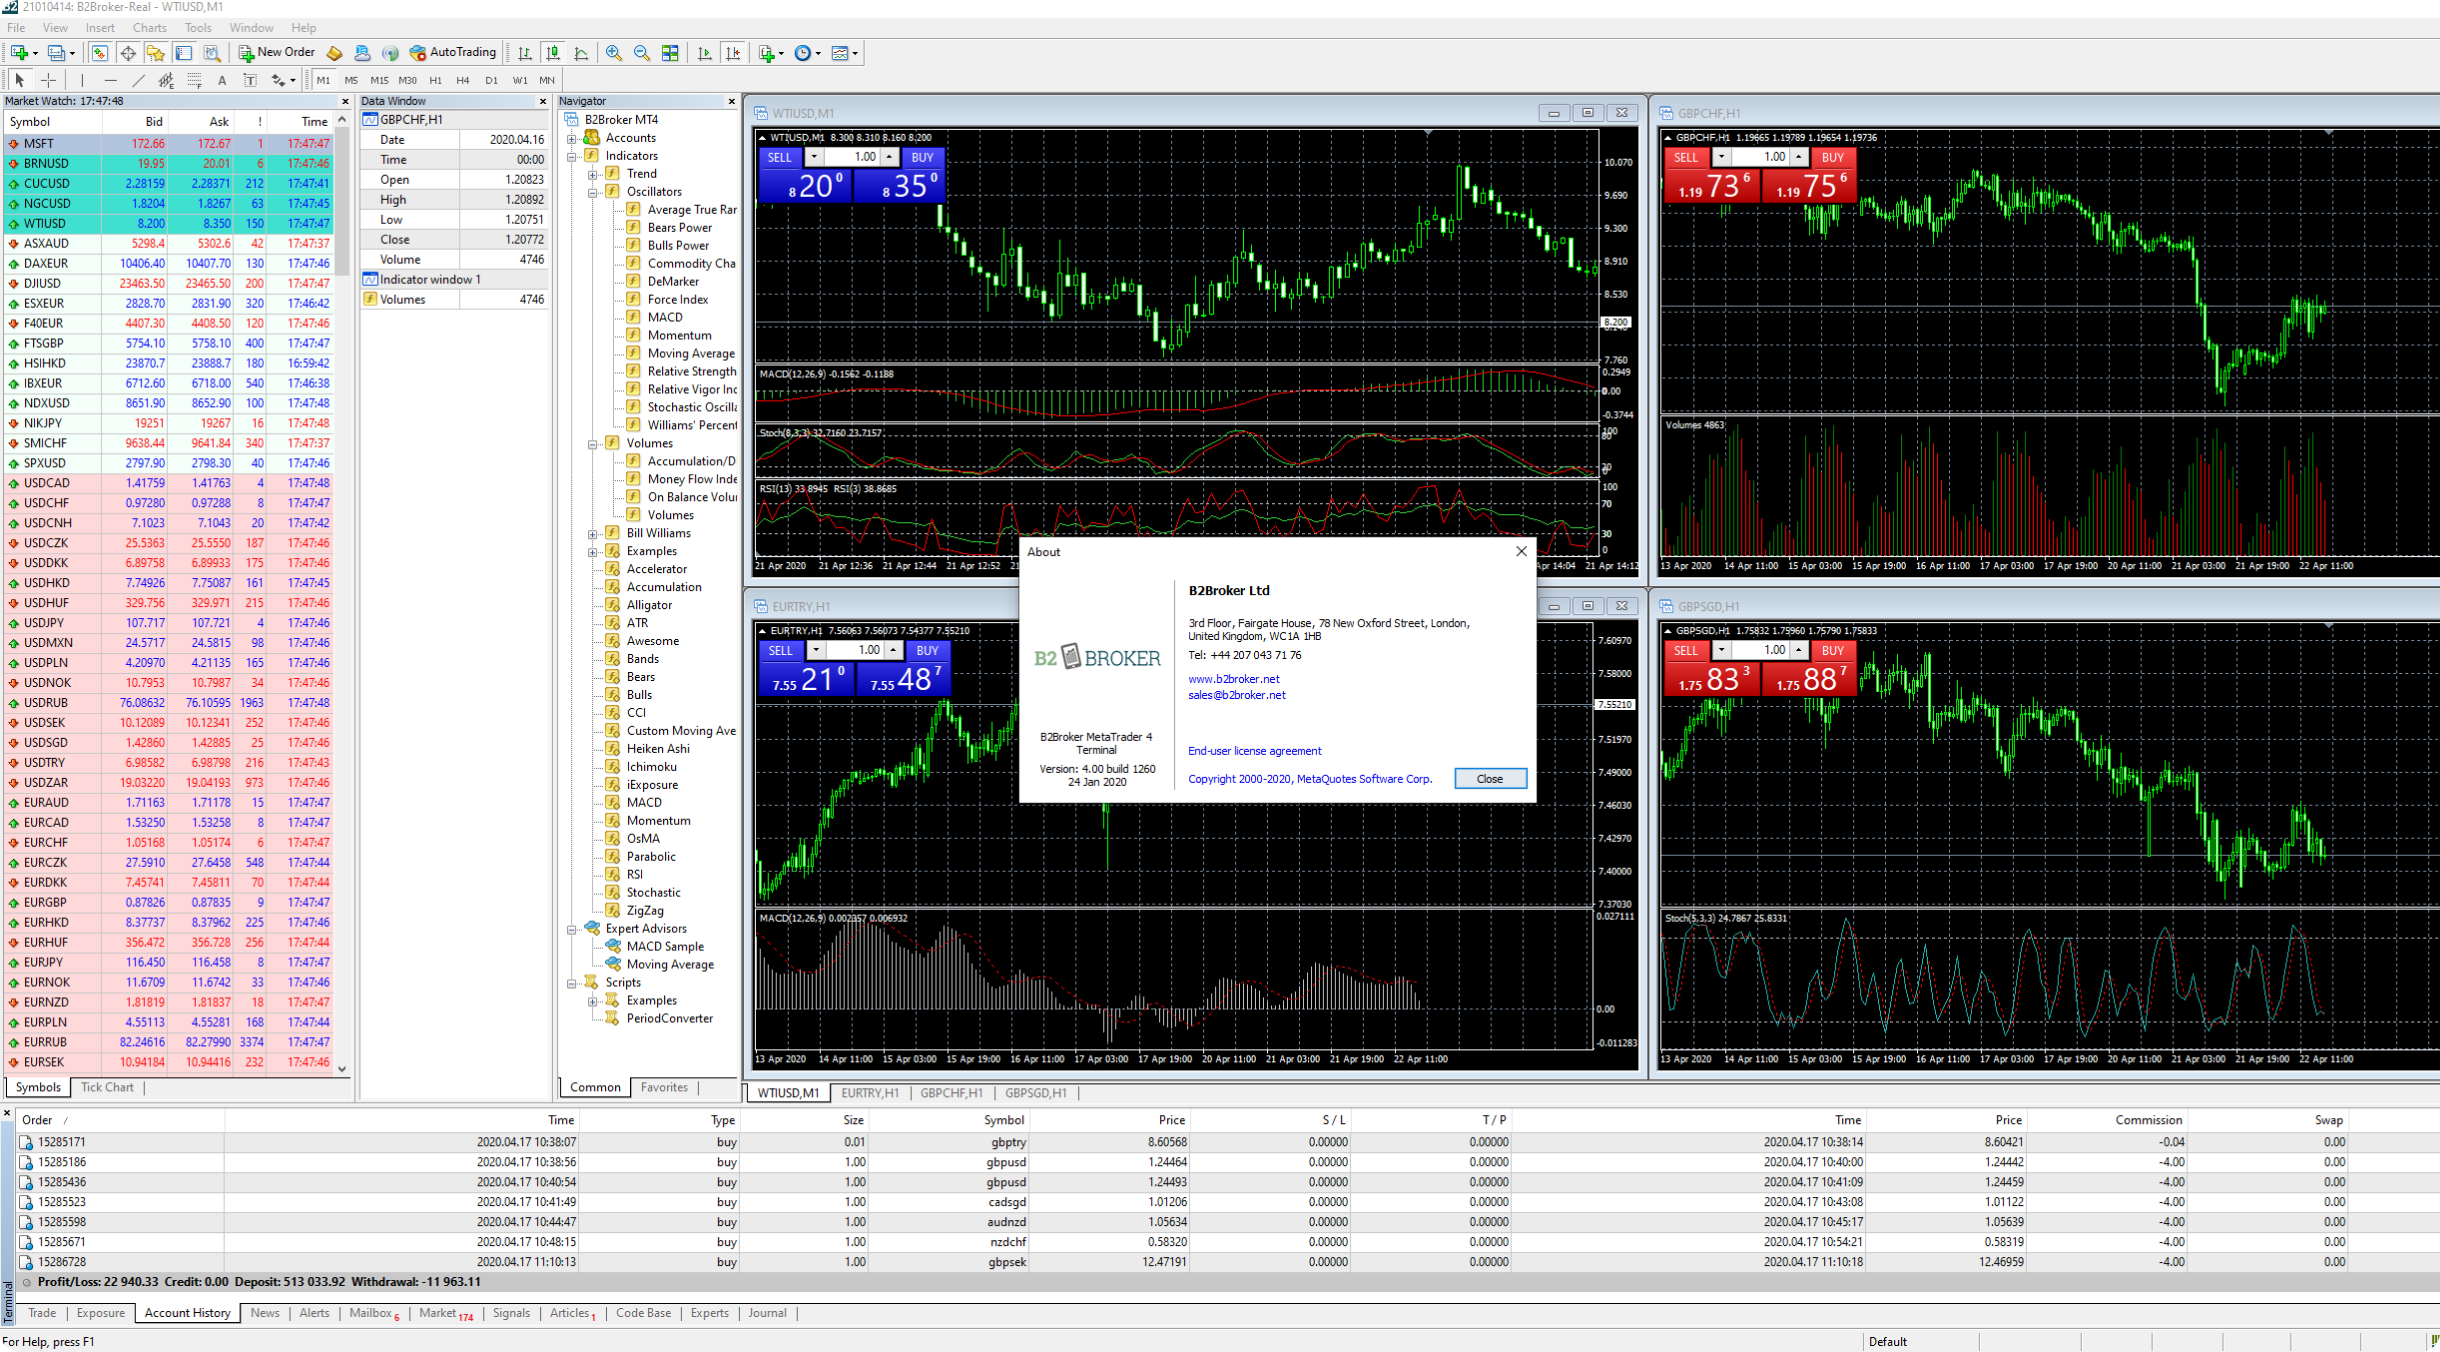 21010414: B2Broker-Real - WTIUSD,M1
File View Insert Charts Tools Window Help
New Order AutoTrading
M1 M5 M15 M30 H1 H4 D1 W1 MN
Market Watch: 17:47:48
Symbol Bid Ask ! Time
MSFT 172.66 172.67 1 17:47:47
BRNUSD 19.95 20.01 6 17:47:46
CUCUSD 2.28159 2.28371 212 17:47:41
NGCUSD 1.8204 1.8267 63 17:47:45
WTIUSD 8.200 8.350 150 17:47:47
ASXAUD 5298.4 5302.6 42 17:47:37
DAXEUR 10406.40 10407.70 130 17:47:46
DJIUSD 23463.50 23465.50 200 17:47:47
ESXEUR 2828.70 2831.90 320 17:46:42
F40EUR 4407.30 4408.50 120 17:47:46
FTSGBP 5754.10 5758.10 400 17:47:47
HSIHKD 23870.7 23888.7 180 16:59:42
IBXEUR 6712.60 6718.00 540 17:46:38
NDXUSD 8651.90 8652.90 100 17:47:48
NIKJPY 19251 19267 16 17:47:48
SMICHF 9638.44 9641.84 340 17:47:37
SPXUSD 2797.90 2798.30 40 17:47:46
USDCAD 1.41759 1.41763 4 17:47:48
USDCHF 0.97280 0.97288 8 17:47:47
USDCNH 7.1023 7.1043 20 17:47:42
USDCZK 25.5363 25.5550 187 17:47:46
USDDKK 6.89758 6.89933 175 17:47:46
USDHKD 7.74926 7.75087 161 17:47:45
USDHUF 329.756 329.971 215 17:47:46
USDJPY 107.717 107.721 4 17:47:46
USDMXN 24.5717 24.5815 98 17:47:46
USDPLN 4.20970 4.21135 165 17:47:46
USDNOK 10.7953 10.7987 34 17:47:46
USDRUB 76.08632 76.10595 1963 17:47:48
USDSEK 10.12089 10.12341 252 17:47:46
USDSGD 1.42860 1.42885 25 17:47:46
USDTRY 6.98582 6.98798 216 17:47:43
USDZAR 19.03220 19.04193 973 17:47:46
EURAUD 1.71163 1.71178 15 17:47:47
EURCAD 1.53250 1.53258 8 17:47:47
EURCHF 1.05168 1.05174 6 17:47:47
EURCZK 27.5910 27.6458 548 17:47:44
EURDKK 7.45741 7.45811 70 17:47:44
EURGBP 0.87826 0.87835 9 17:47:47
EURHKD 8.37737 8.37962 225 17:47:46
EURHUF 356.472 356.728 256 17:47:44
EURJPY 116.450 116.458 8 17:47:47
EURNOK 11.6709 11.6742 33 17:47:46
EURNZD 1.81819 1.81837 18 17:47:47
EURPLN 4.55113 4.55281 168 17:47:44
EURRUB 82.24616 82.27990 3374 17:47:47
EURSEK 10.94184 10.94416 232 17:47:46
Symbols Tick Chart
Data Window
GBPCHF,H1
Date 2020.04.16
Time 00:00
Open 1.20823
High 1.20892
Low 1.20751
Close 1.20772
Volume 4746
Indicator window 1
Volumes 4746
Navigator
B2Broker MT4
Accounts
Indicators
Trend
Oscillators
Average True Rar
Bears Power
Bulls Power
Commodity Cha
DeMarker
Force Index
MACD
Momentum
Moving Average
Relative Strength
Relative Vigor Inc
Stochastic Oscilla
Williams' Percent
Volumes
Accumulation/D
Money Flow Inde
On Balance Volu
Volumes
Bill Williams
Examples
Accelerator
Accumulation
Alligator
ATR
Awesome
Bands
Bears
Bulls
CCI
Custom Moving Ave
Heiken Ashi
Ichimoku
iExposure
MACD
Momentum
OsMA
Parabolic
RSI
Stochastic
ZigZag
Expert Advisors
MACD Sample
Moving Average
Scripts
Examples
PeriodConverter
Common Favorites
WTIUSD,M1
WTIUSD,M1 8.300 8.310 8.160 8.200
SELL 1.00 BUY
8 20 0 8 35 0
10.070
9.690
9.300
8.910
8.530
8.200
7.760
MACD(12,26,9) -0.1562 -0.1188
0.2949
0.00
-0.3744
Stoch(8,3,3) 32.7160 23.7157
100
80
20
0
RSI(13) 33.8945 RSI(3) 38.8685
100
70
30
0
21 Apr 2020 21 Apr 12:36 21 Apr 12:44 21 Apr 12:52 Apr 14:04 21 Apr 14:12
GBPCHF,H1
GBPCHF,H1 1.19665 1.19789 1.19654 1.19736
SELL 1.00 BUY
1.19 73 6 1.19 75 6
Volumes 4863
13 Apr 2020 14 Apr 11:00 15 Apr 03:00 15 Apr 19:00 16 Apr 11:00 17 Apr 03:00 17 Apr 19:00 20 Apr 11:00 21 Apr 03:00 21 Apr 19:00 22 Apr 11:00
EURTRY,H1
EURTRY,H1 7.56063 7.56073 7.54377 7.55210
SELL 1.00 BUY
7.55 21 0 7.55 48 7
7.60970
7.58000
7.55210
7.51970
7.49000
7.46030
7.42970
7.40000
7.37030
MACD(12,26,9) 0.002357 0.006932
0.027111
0.00
-0.011283
13 Apr 2020 14 Apr 11:00 15 Apr 03:00 15 Apr 19:00 16 Apr 11:00 17 Apr 03:00 17 Apr 19:00 20 Apr 11:00 21 Apr 03:00 21 Apr 19:00 22 Apr 11:00
GBPSGD,H1
GBPSGD,H1 1.75832 1.75960 1.75790 1.75833
SELL 1.00 BUY
1.75 83 3 1.75 88 7
Stoch(5,3,3) 24.7867 25.8331
13 Apr 2020 14 Apr 11:00 15 Apr 03:00 15 Apr 19:00 16 Apr 11:00 17 Apr 03:00 17 Apr 19:00 20 Apr 11:00 21 Apr 03:00 21 Apr 19:00 22 Apr 11:00
About
B2 BROKER
B2Broker MetaTrader 4
Terminal
Version: 4.00 build 1260
24 Jan 2020
B2Broker Ltd
3rd Floor, Fairgate House, 78 New Oxford Street, London,
United Kingdom, WC1A 1HB
Tel: +44 207 043 71 76
www.b2broker.net
sales@b2broker.net
End-user license agreement
Copyright 2000-2020, MetaQuotes Software Corp.
Close
WTIUSD,M1 EURTRY,H1 GBPCHF,H1 GBPSGD,H1
Order / Time Type Size Symbol Price S / L T / P Time Price Commission Swap
15285171 2020.04.17 10:38:07 buy 0.01 gbptry 8.60568 0.00000 0.00000 2020.04.17 10:38:14 8.60421 -0.04 0.00
15285186 2020.04.17 10:38:56 buy 1.00 gbpusd 1.24464 0.00000 0.00000 2020.04.17 10:40:00 1.24442 -4.00 0.00
15285436 2020.04.17 10:40:54 buy 1.00 gbpusd 1.24493 0.00000 0.00000 2020.04.17 10:41:09 1.24459 -4.00 0.00
15285523 2020.04.17 10:41:49 buy 1.00 cadsgd 1.01206 0.00000 0.00000 2020.04.17 10:43:08 1.01122 -4.00 0.00
15285598 2020.04.17 10:44:47 buy 1.00 audnzd 1.05634 0.00000 0.00000 2020.04.17 10:45:17 1.05639 -4.00 0.00
15285671 2020.04.17 10:48:15 buy 1.00 nzdchf 0.58320 0.00000 0.00000 2020.04.17 10:54:21 0.58319 -4.00 0.00
15286728 2020.04.17 11:10:13 buy 1.00 gbpsek 12.47191 0.00000 0.00000 2020.04.17 11:10:18 12.46959 -4.00 0.00
Profit/Loss: 22 940.33 Credit: 0.00 Deposit: 513 033.92 Withdrawal: -11 963.11
Terminal
Trade Exposure Account History News Alerts Mailbox 6 Market 174 Signals Articles 1 Code Base Experts Journal
For Help, press F1 Default